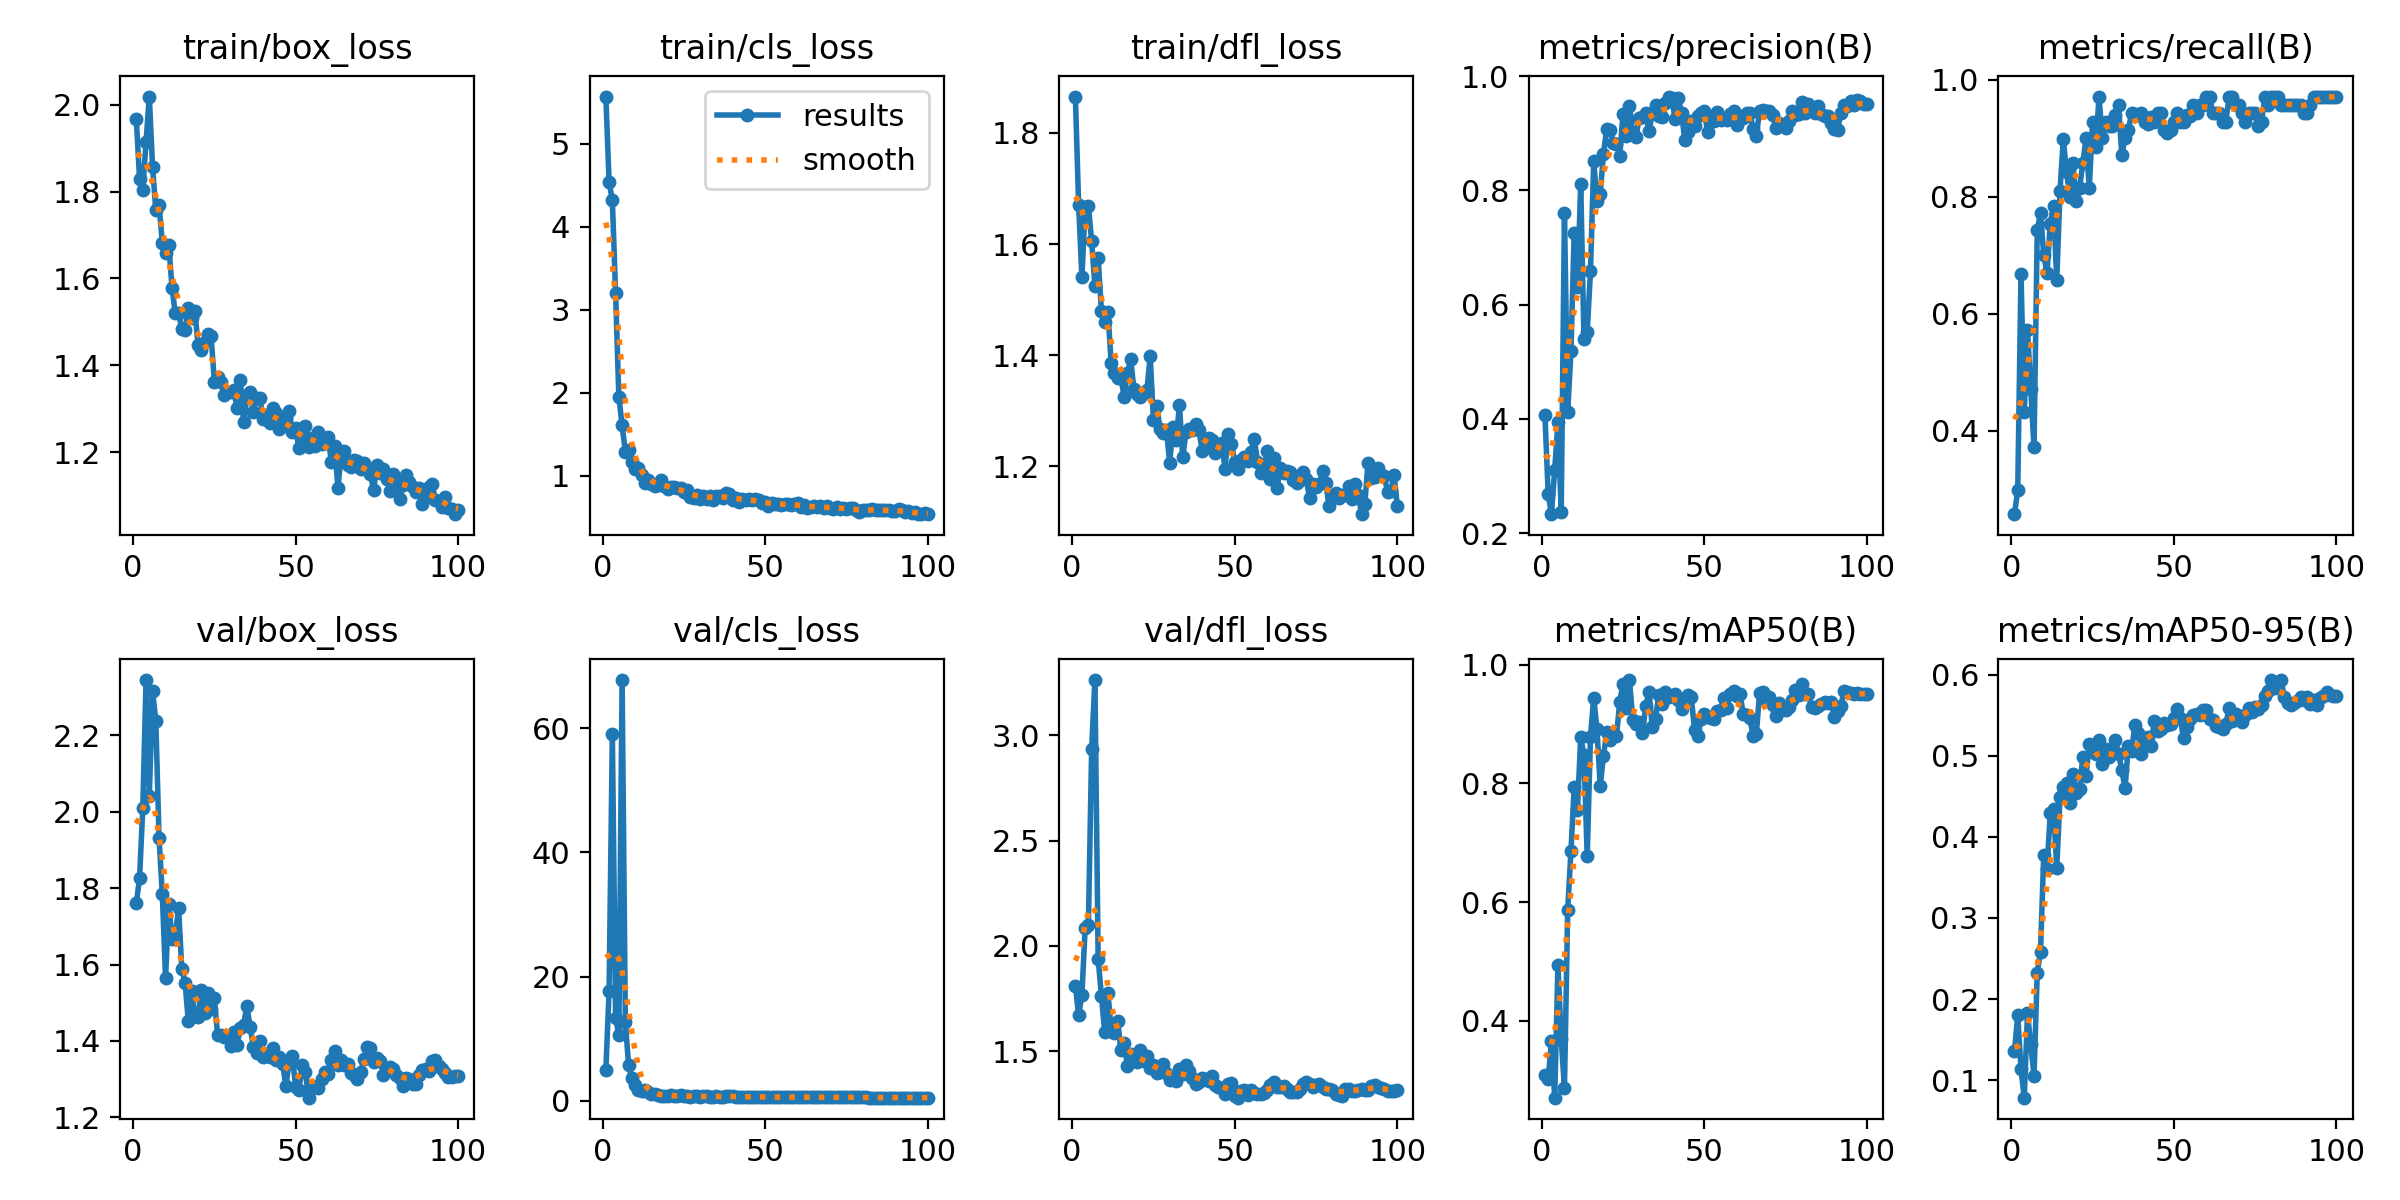 train/box_loss
2.0
1.8
1.6
1.4
1.2
0 50 100
train/cls_loss
results
smooth
5
4
3
2
1
0 50 100
train/dfl_loss
1.8
1.6
1.4
1.2
0 50 100
metrics/precision(B)
1.0
0.8
0.6
0.4
0.2
0 50 100
metrics/recall(B)
1.0
0.8
0.6
0.4
0 50 100
val/box_loss
2.2
2.0
1.8
1.6
1.4
1.2
0 50 100
val/cls_loss
60
40
20
0
0 50 100
val/dfl_loss
3.0
2.5
2.0
1.5
0 50 100
metrics/mAP50(B)
1.0
0.8
0.6
0.4
0 50 100
metrics/mAP50-95(B)
0.6
0.5
0.4
0.3
0.2
0.1
0 50 100